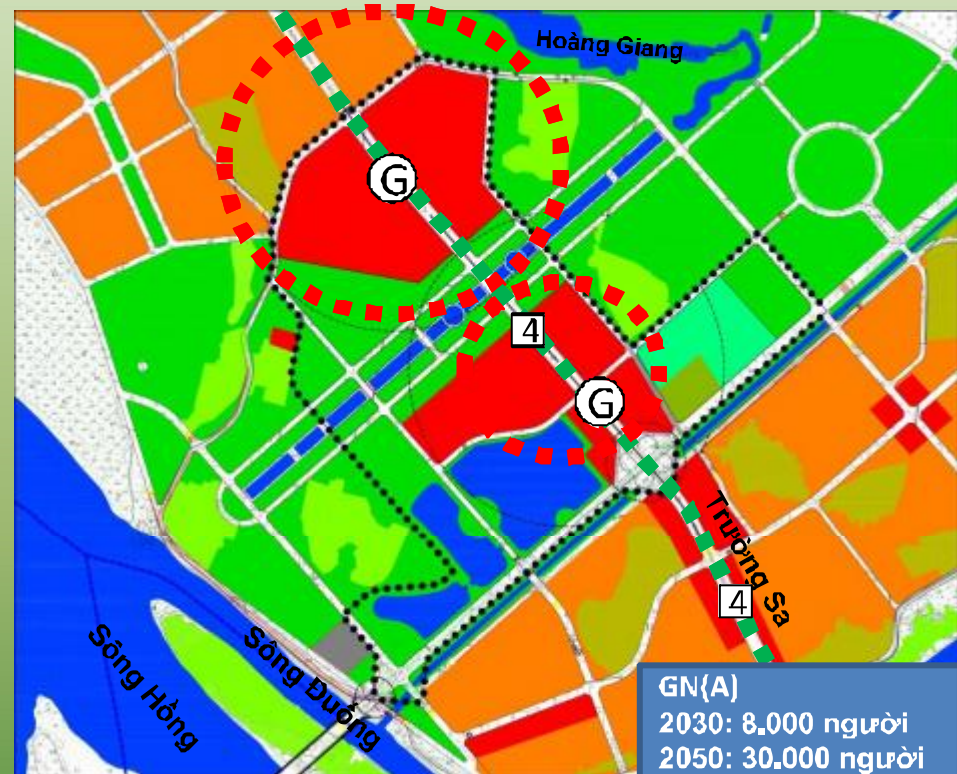 Hoàng Giang
G
4
G
Trường Sa
4
Sông Hồng
Sông Đuống
GN(A)
2030: 8.000 người
2050: 30.000 người